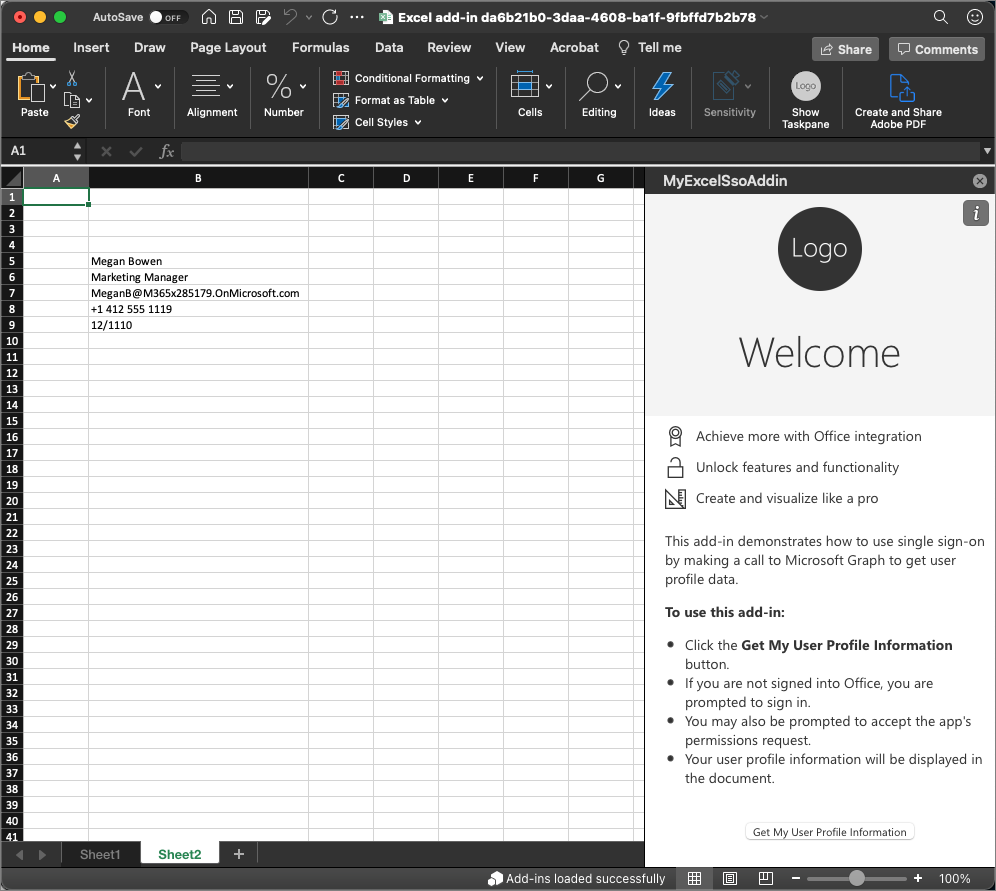 AutoSave OFF Excel add-in da6b21b0-3daa-4608-ba1f-9fbffd7b2b78
Home Insert Draw Page Layout Formulas Data Review View Acrobat Tell me Share Comments
Paste
Font
Alignment
Number
Conditional Formatting
Format as Table
Cell Styles
Cells
Editing
Ideas
Sensitivity
Logo
Show
Taskpane
Create and Share
Adobe PDF
A1 fx
A B C D E F G
1
2
3
4
5 Megan Bowen
6 Marketing Manager
7 MeganB@M365x285179.OnMicrosoft.com
8 +1 412 555 1119
9 12/1110
10
11
12
13
14
15
16
17
18
19
20
21
22
23
24
25
26
27
28
29
30
31
32
33
34
35
36
37
38
39
40
41
MyExcelSsoAddin
i
Logo
Welcome
Achieve more with Office integration
Unlock features and functionality
Create and visualize like a pro
This add-in demonstrates how to use single sign-on
by making a call to Microsoft Graph to get user
profile data.
To use this add-in:
Click the Get My User Profile Information
button.
If you are not signed into Office, you are
prompted to sign in.
You may also be prompted to accept the app's
permissions request.
Your user profile information will be displayed in
the document.
Get My User Profile Information
Sheet1 Sheet2 +
Add-ins loaded successfully − + 100%